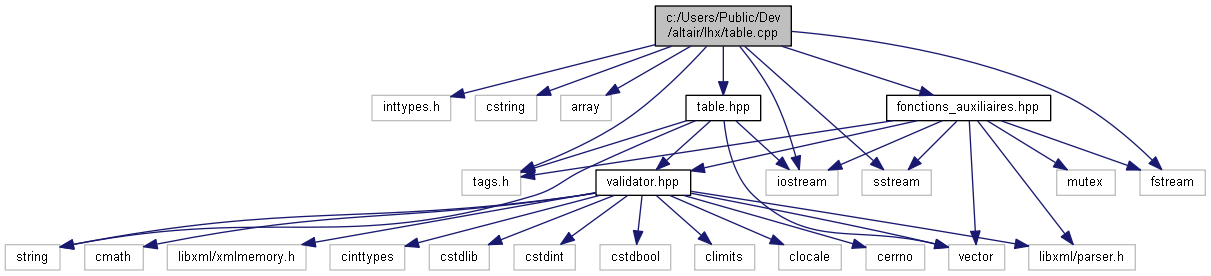 c:/Users/Public/Dev
/altair/lhx/table.cpp
inttypes.h
cstring
array
table.hpp
fonctions_auxiliaires.hpp
tags.h
validator.hpp
iostream
sstream
mutex
fstream
string
cmath
libxml/xmlmemory.h
cinttypes
cstdlib
cstdint
cstdbool
climits
clocale
cerrno
vector
libxml/parser.h